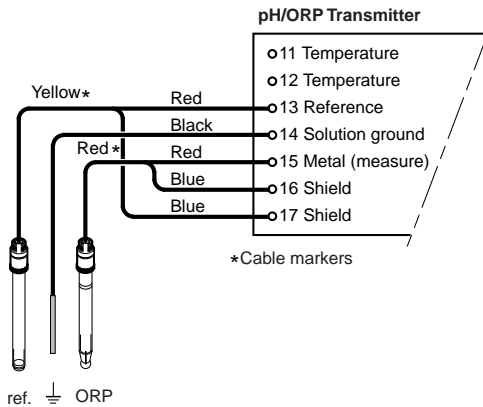 pH/ORP Transmitter
11 Temperature
12 Temperature
Yellow* Red 13 Reference
Black 14 Solution ground
Red* Red 15 Metal (measure)
Blue 16 Shield
Blue 17 Shield
*Cable markers
ref. ORP